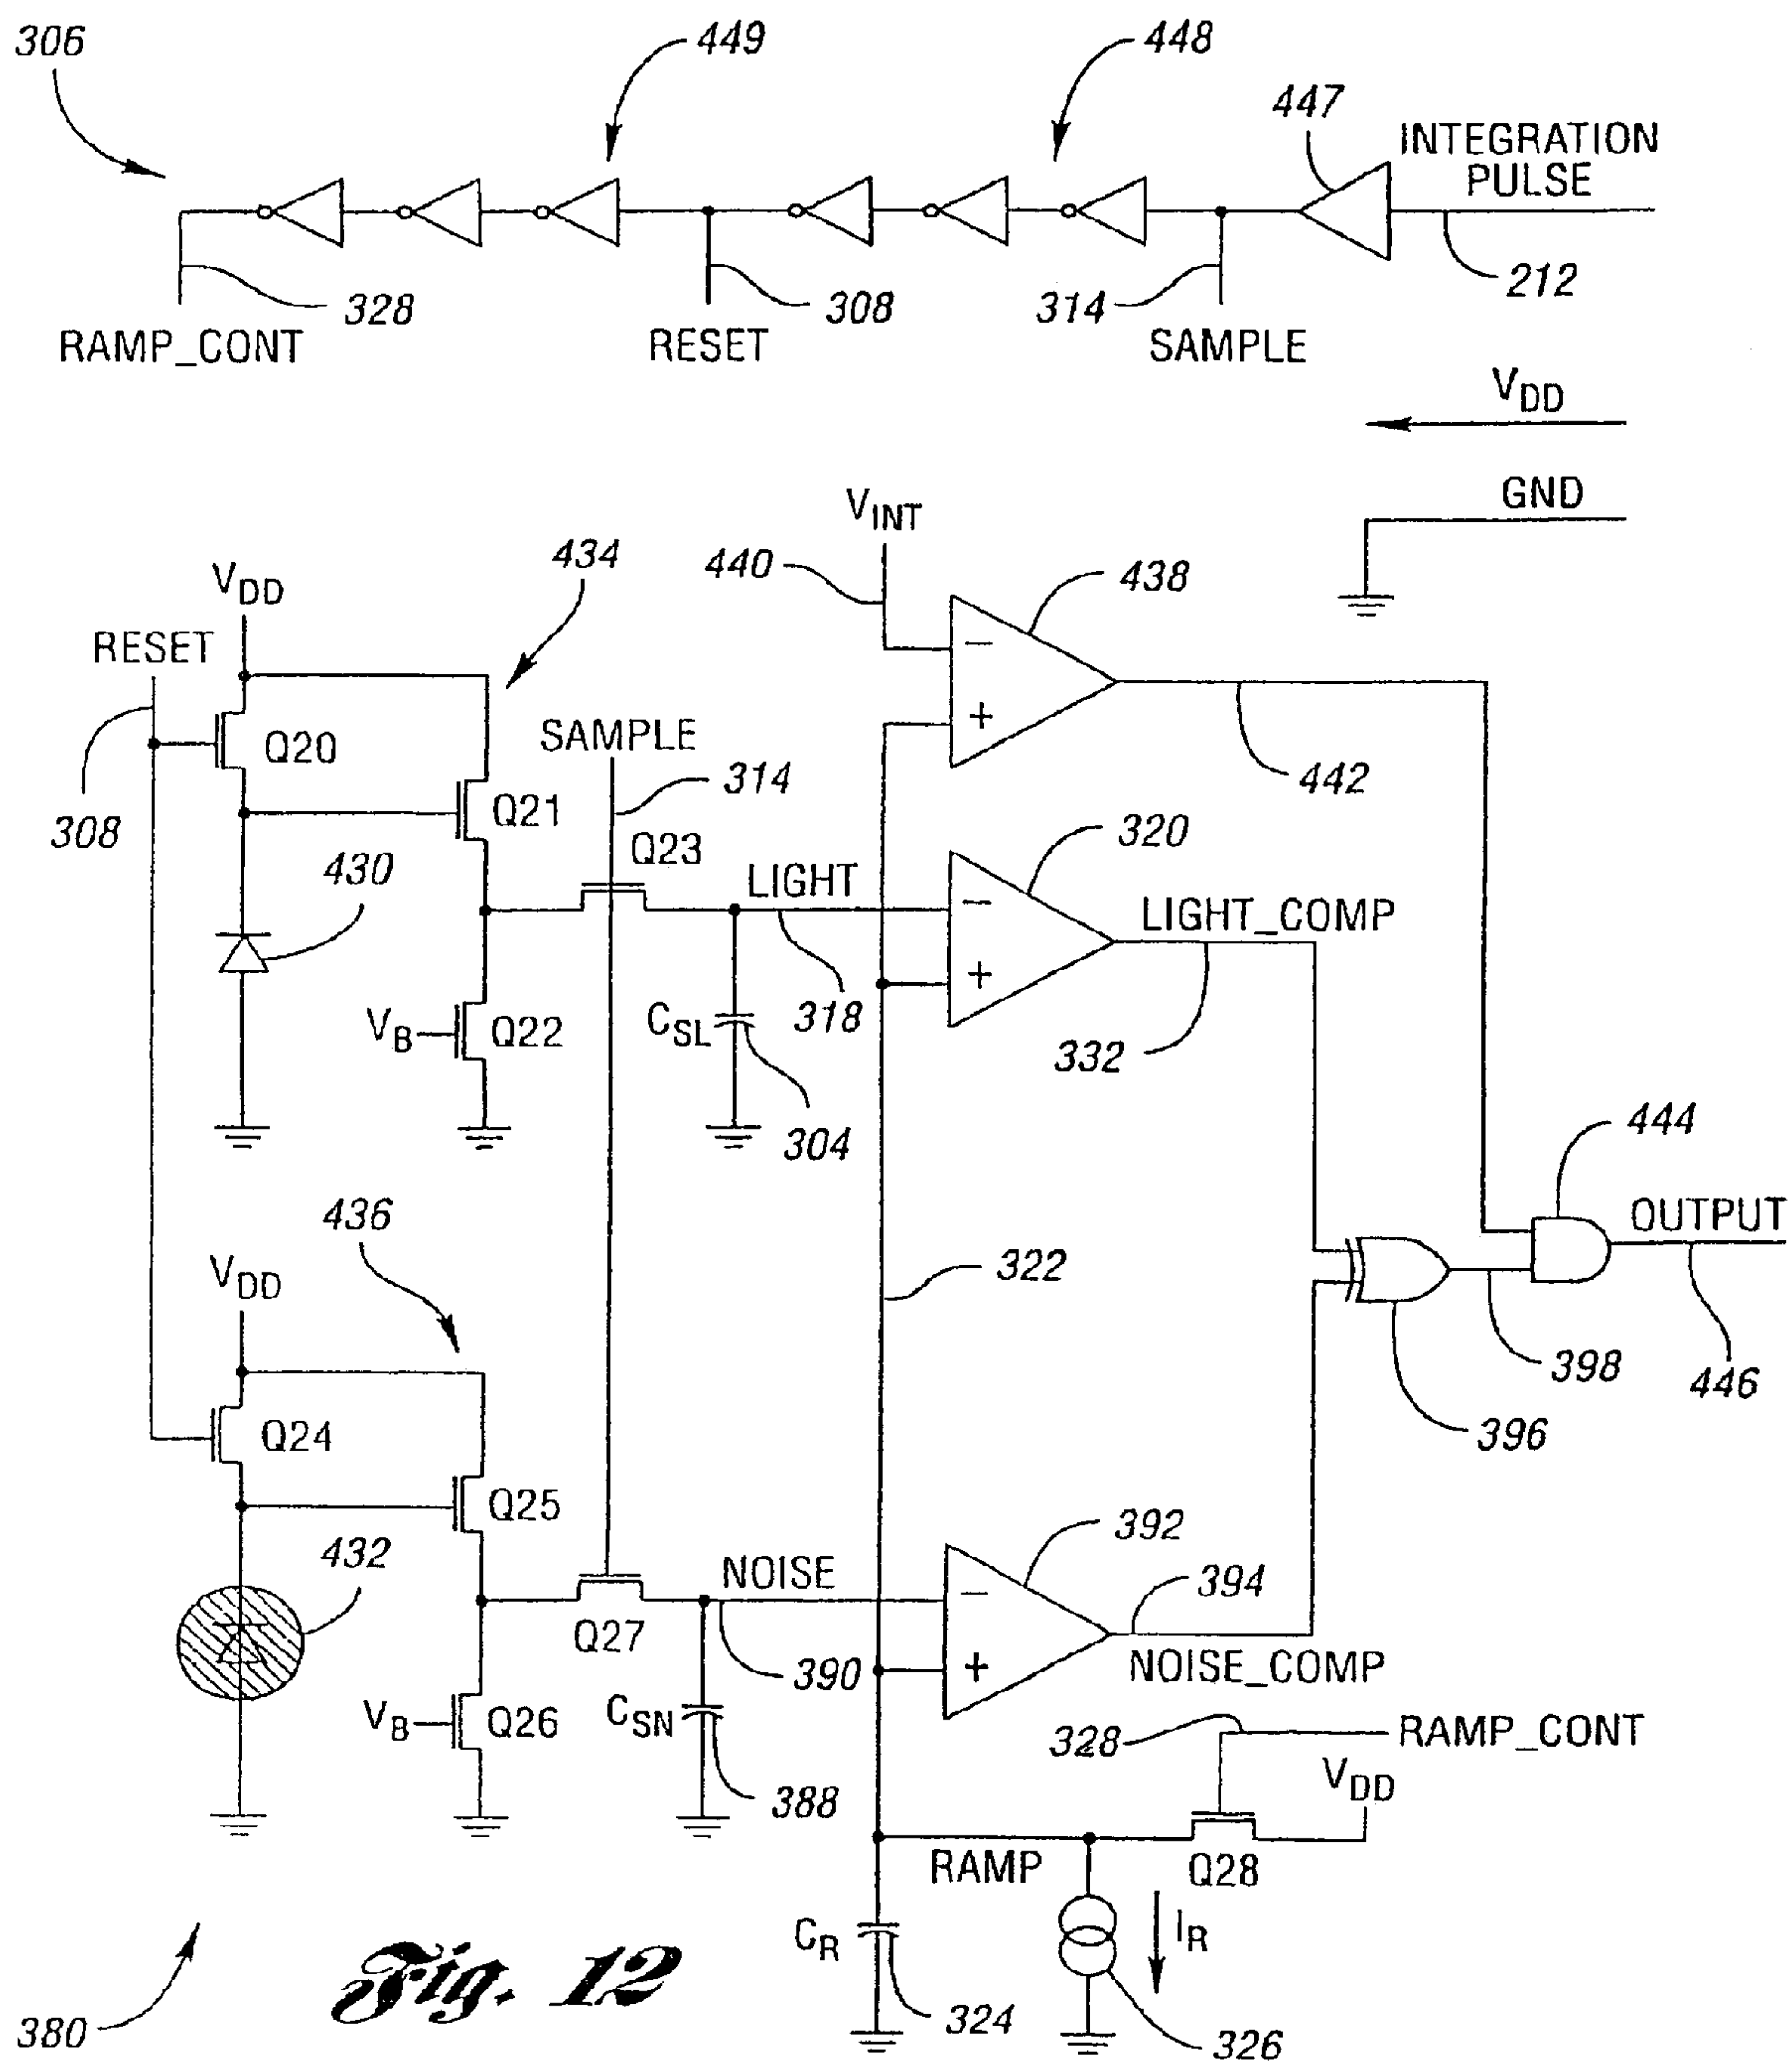 306
449
448
447
INTEGRATION
PULSE
212
328
308
314
RAMP_CONT
RESET
SAMPLE
VDD
GND
VINT
440
438
434
VDD
RESET
308
Q20
SAMPLE
314
442
Q21
Q23
320
430
LIGHT
LIGHT_COMP
318
332
VB
Q22
CSL
304
444
436
322
OUTPUT
VDD
398
446
396
Q24
Q25
392
432
NOISE
394
Q27
390
NOISE_COMP
VB
Q26
CSN
388
328
RAMP_CONT
VDD
RAMP
Q28
CR
324
IR
326
380
Fig. 12
-
+
-
+
-
+